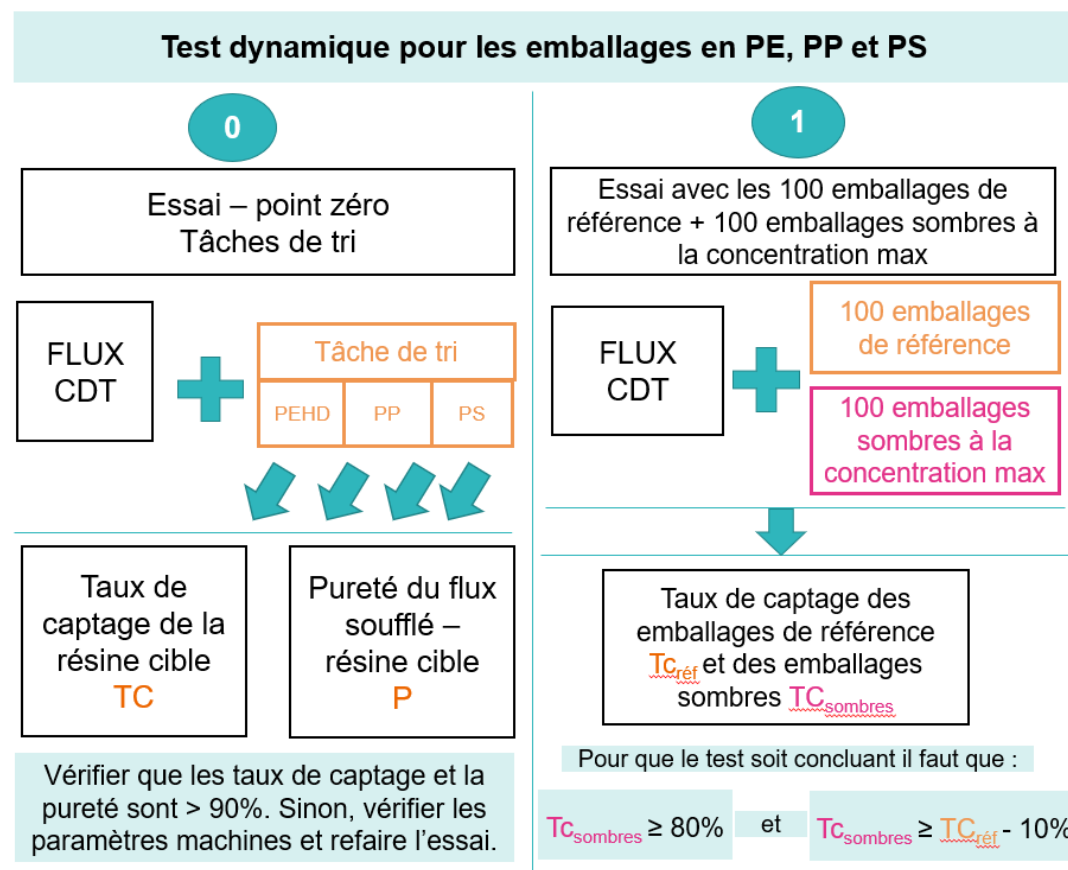 Test dynamique pour les emballages en PE, PP et PS
0
Essai – point zéro
Tâches de tri
FLUX
CDT
Tâche de tri
PEHD
PP
PS
Taux de
captage de la
résine cible
TC
Pureté du flux
soufflé –
résine cible
P
Vérifier que les taux de captage et la
pureté sont > 90%. Sinon, vérifier les
paramètres machines et refaire l'essai.
1
Essai avec les 100 emballages de
référence + 100 emballages sombres à
la concentration max
FLUX
CDT
100 emballages
de référence
100 emballages
sombres à la
concentration max
Taux de captage des
emballages de référence
Tcréf et des emballages
sombres TCsombres
Pour que le test soit concluant il faut que :
Tcsombres ≥ 80%
et
Tcsombres ≥ TCréf - 10%